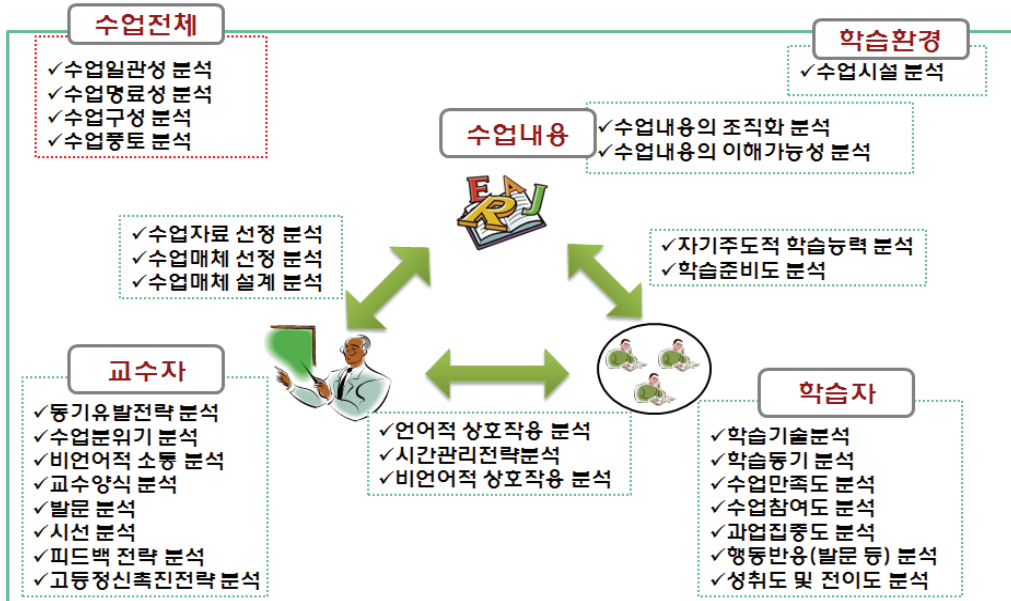 수업전체
✓수업일관성 분석
✓수업명료성 분석
✓수업구성 분석
✓수업풍토 분석
학습환경
✓수업시설 분석
수업내용
✓수업내용의 조직화 분석
✓수업내용의 이해가능성 분석
E R A J
✓수업자료 선정 분석
✓수업매체 선정 분석
✓수업매체 설계 분석
✓자기주도적 학습능력 분석
✓학습준비도 분석
교수자
✓동기유발전략 분석
✓수업분위기 분석
✓비언어적 소통 분석
✓교수양식 분석
✓발문 분석
✓시선 분석
✓피드백 전략 분석
✓고등정신촉진전략 분석
✓언어적 상호작용 분석
✓시간관리전략분석
✓비언어적 상호작용 분석
학습자
✓학습기술분석
✓학습동기 분석
✓수업만족도 분석
✓수업참여도 분석
✓과업집중도 분석
✓행동반응(발문 등) 분석
✓성취도 및 전이도 분석